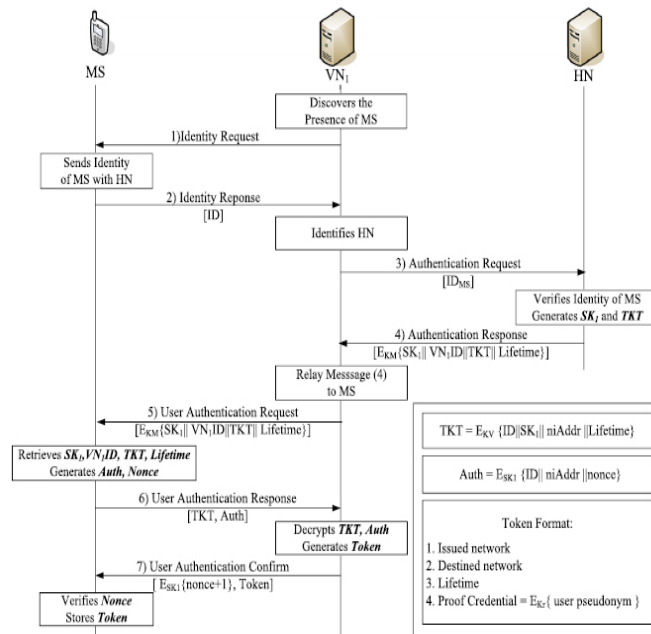 MS
VN1
HN
Discovers the
Presence of MS
1)Identity Request
Sends Identity
of MS with HN
2) Identity Reponse
[ID]
Identifies HN
3) Authentication Request
[IDMS]
Verifies Identity of MS
Generates SK1 and TKT
4) Authentication Response
[EKM{SK1|| VN1ID||TKT|| Lifetime}]
Relay Messsage (4)
to MS
5) User Authentication Request
[EKM{SK1|| VN1ID||TKT|| Lifetime}]
Retrieves SK1,VN1ID, TKT, Lifetime
Generates Auth, Nonce
6) User Authentication Response
[TKT, Auth]
Decrypts TKT, Auth
Generates Token
7) User Authentication Confirm
[ ESK1{nonce+1}, Token]
Verifies Nonce
Stores Token
TKT = EKV {ID||SK1|| niAddr ||Lifetime}
Auth = ESK1 {ID|| niAddr ||nonce}
Token Format:
1. Issued network
2. Destined network
3. Lifetime
4. Proof Credential = EKr{ user pseudonym }